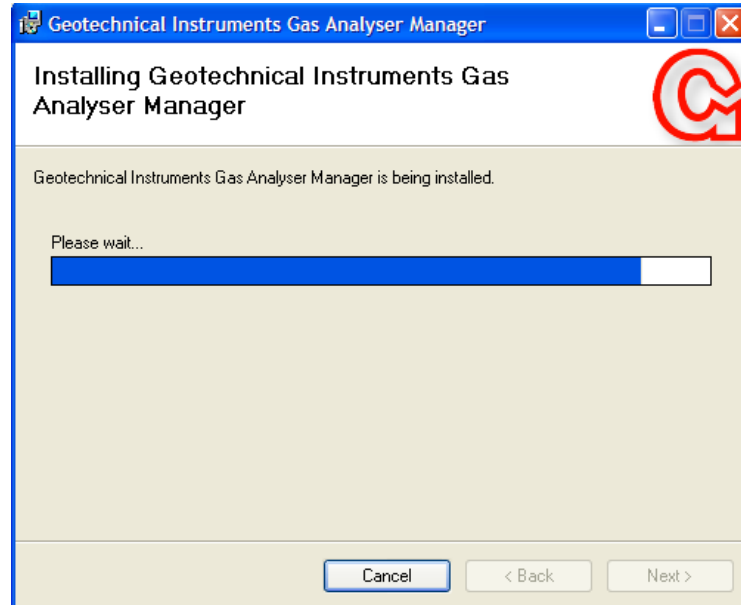 Geotechnical Instruments Gas Analyser Manager
Installing Geotechnical Instruments Gas
Analyser Manager
Geotechnical Instruments Gas Analyser Manager is being installed.
Please wait...
Cancel
< Back
Next >